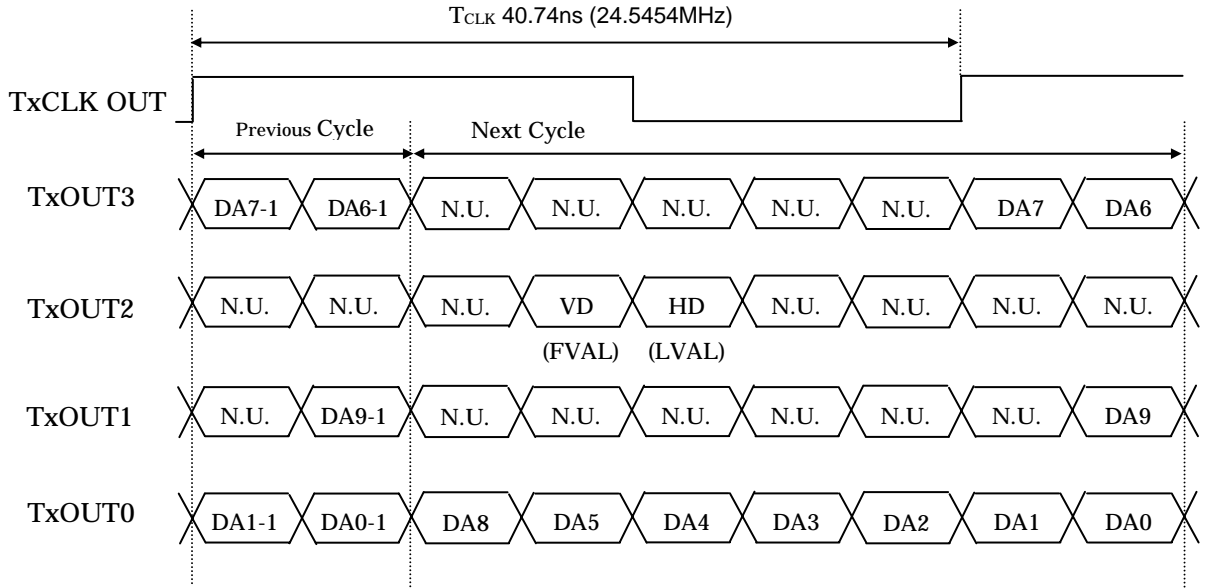 TCLK 40.74ns (24.5454MHz)
TxCLK OUT
Previous Cycle Next Cycle
TxOUT3 DA7-1 DA6-1 N.U. N.U. N.U. N.U. N.U. DA7 DA6
TxOUT2 N.U. N.U. N.U. VD HD N.U. N.U. N.U. N.U.
(FVAL) (LVAL)
TxOUT1 N.U. DA9-1 N.U. N.U. N.U. N.U. N.U. N.U. DA9
TxOUT0 DA1-1 DA0-1 DA8 DA5 DA4 DA3 DA2 DA1 DA0